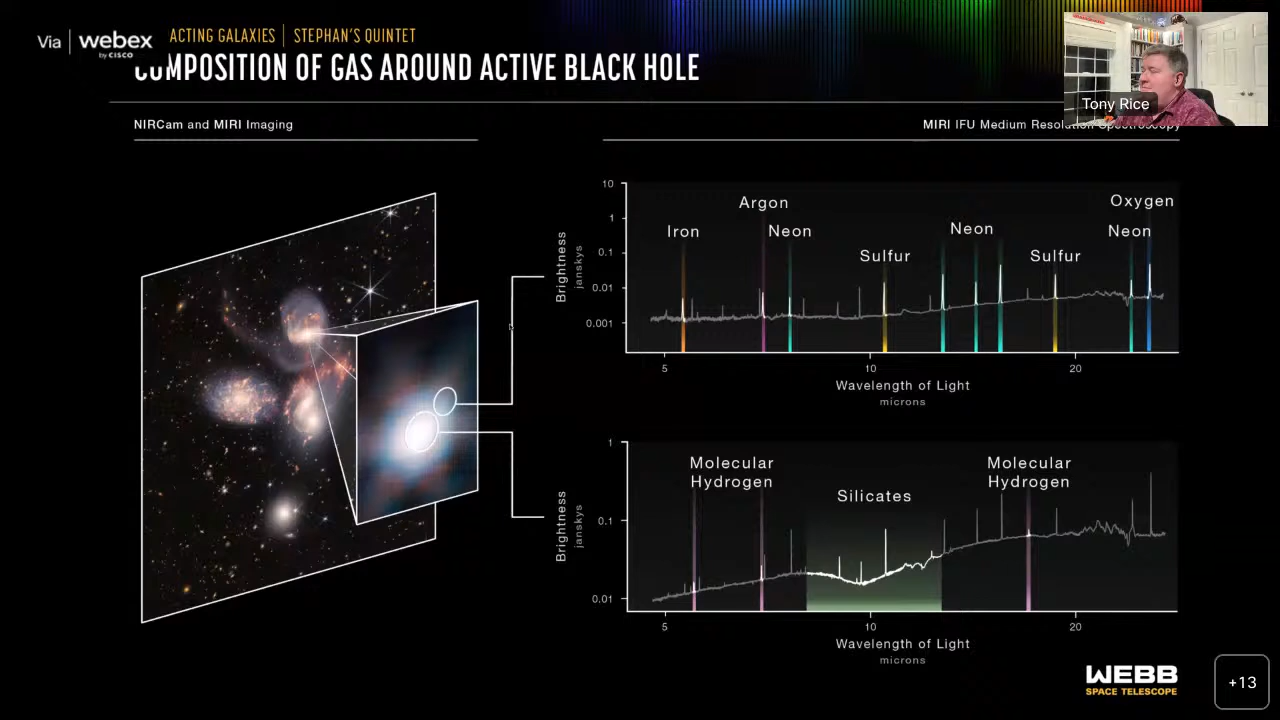 Via webex
by CISCO
ACTING GALAXIES | STEPHAN'S QUINTET
COMPOSITION OF GAS AROUND ACTIVE BLACK HOLE
Tony Rice
NIRCam and MIRI Imaging
MIRI IFU Medium Resolution Spectroscopy
10
1
0.1
0.01
0.001
Brightness
janskys
Iron
Argon
Neon
Sulfur
Neon
Sulfur
Neon
Oxygen
5
10
20
Wavelength of Light
microns
1
0.1
0.01
Brightness
janskys
Molecular
Hydrogen
Silicates
Molecular
Hydrogen
5
10
20
Wavelength of Light
microns
WEBB
SPACE TELESCOPE
+13